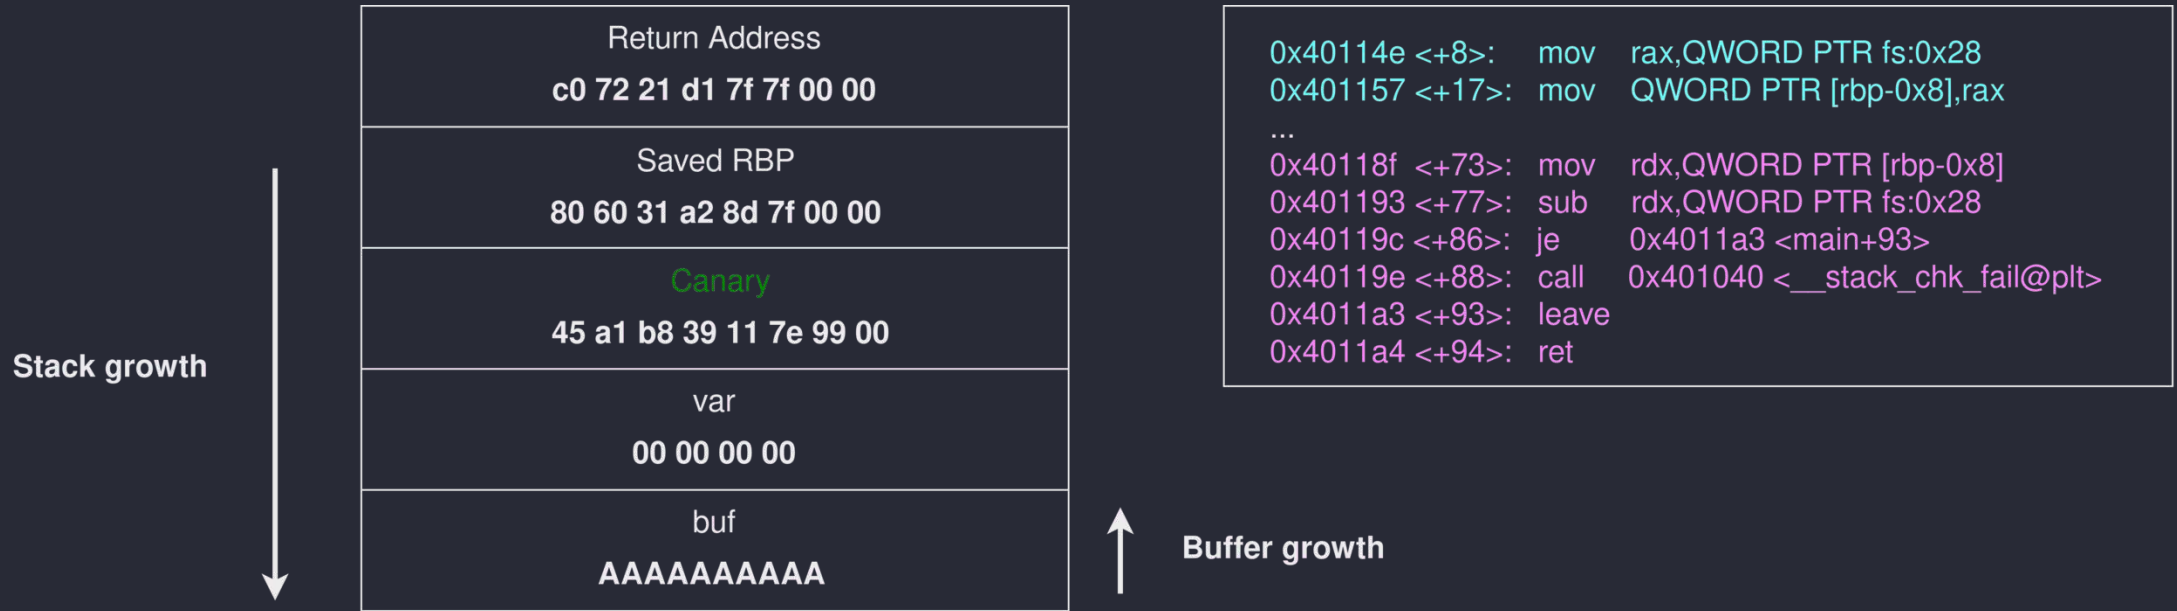 Return Address
c0 72 21 d1 7f 7f 00 00
Saved RBP
80 60 31 a2 8d 7f 00 00
Canary
45 a1 b8 39 11 7e 99 00
var
00 00 00 00
buf
AAAAAAAAAA
Stack growth
Buffer growth
0x40114e <+8>: mov rax,QWORD PTR fs:0x28
0x401157 <+17>: mov QWORD PTR [rbp-0x8],rax
...
0x40118f <+73>: mov rdx,QWORD PTR [rbp-0x8]
0x401193 <+77>: sub rdx,QWORD PTR fs:0x28
0x40119c <+86>: je 0x4011a3 <main+93>
0x40119e <+88>: call 0x401040 <__stack_chk_fail@plt>
0x4011a3 <+93>: leave
0x4011a4 <+94>: ret